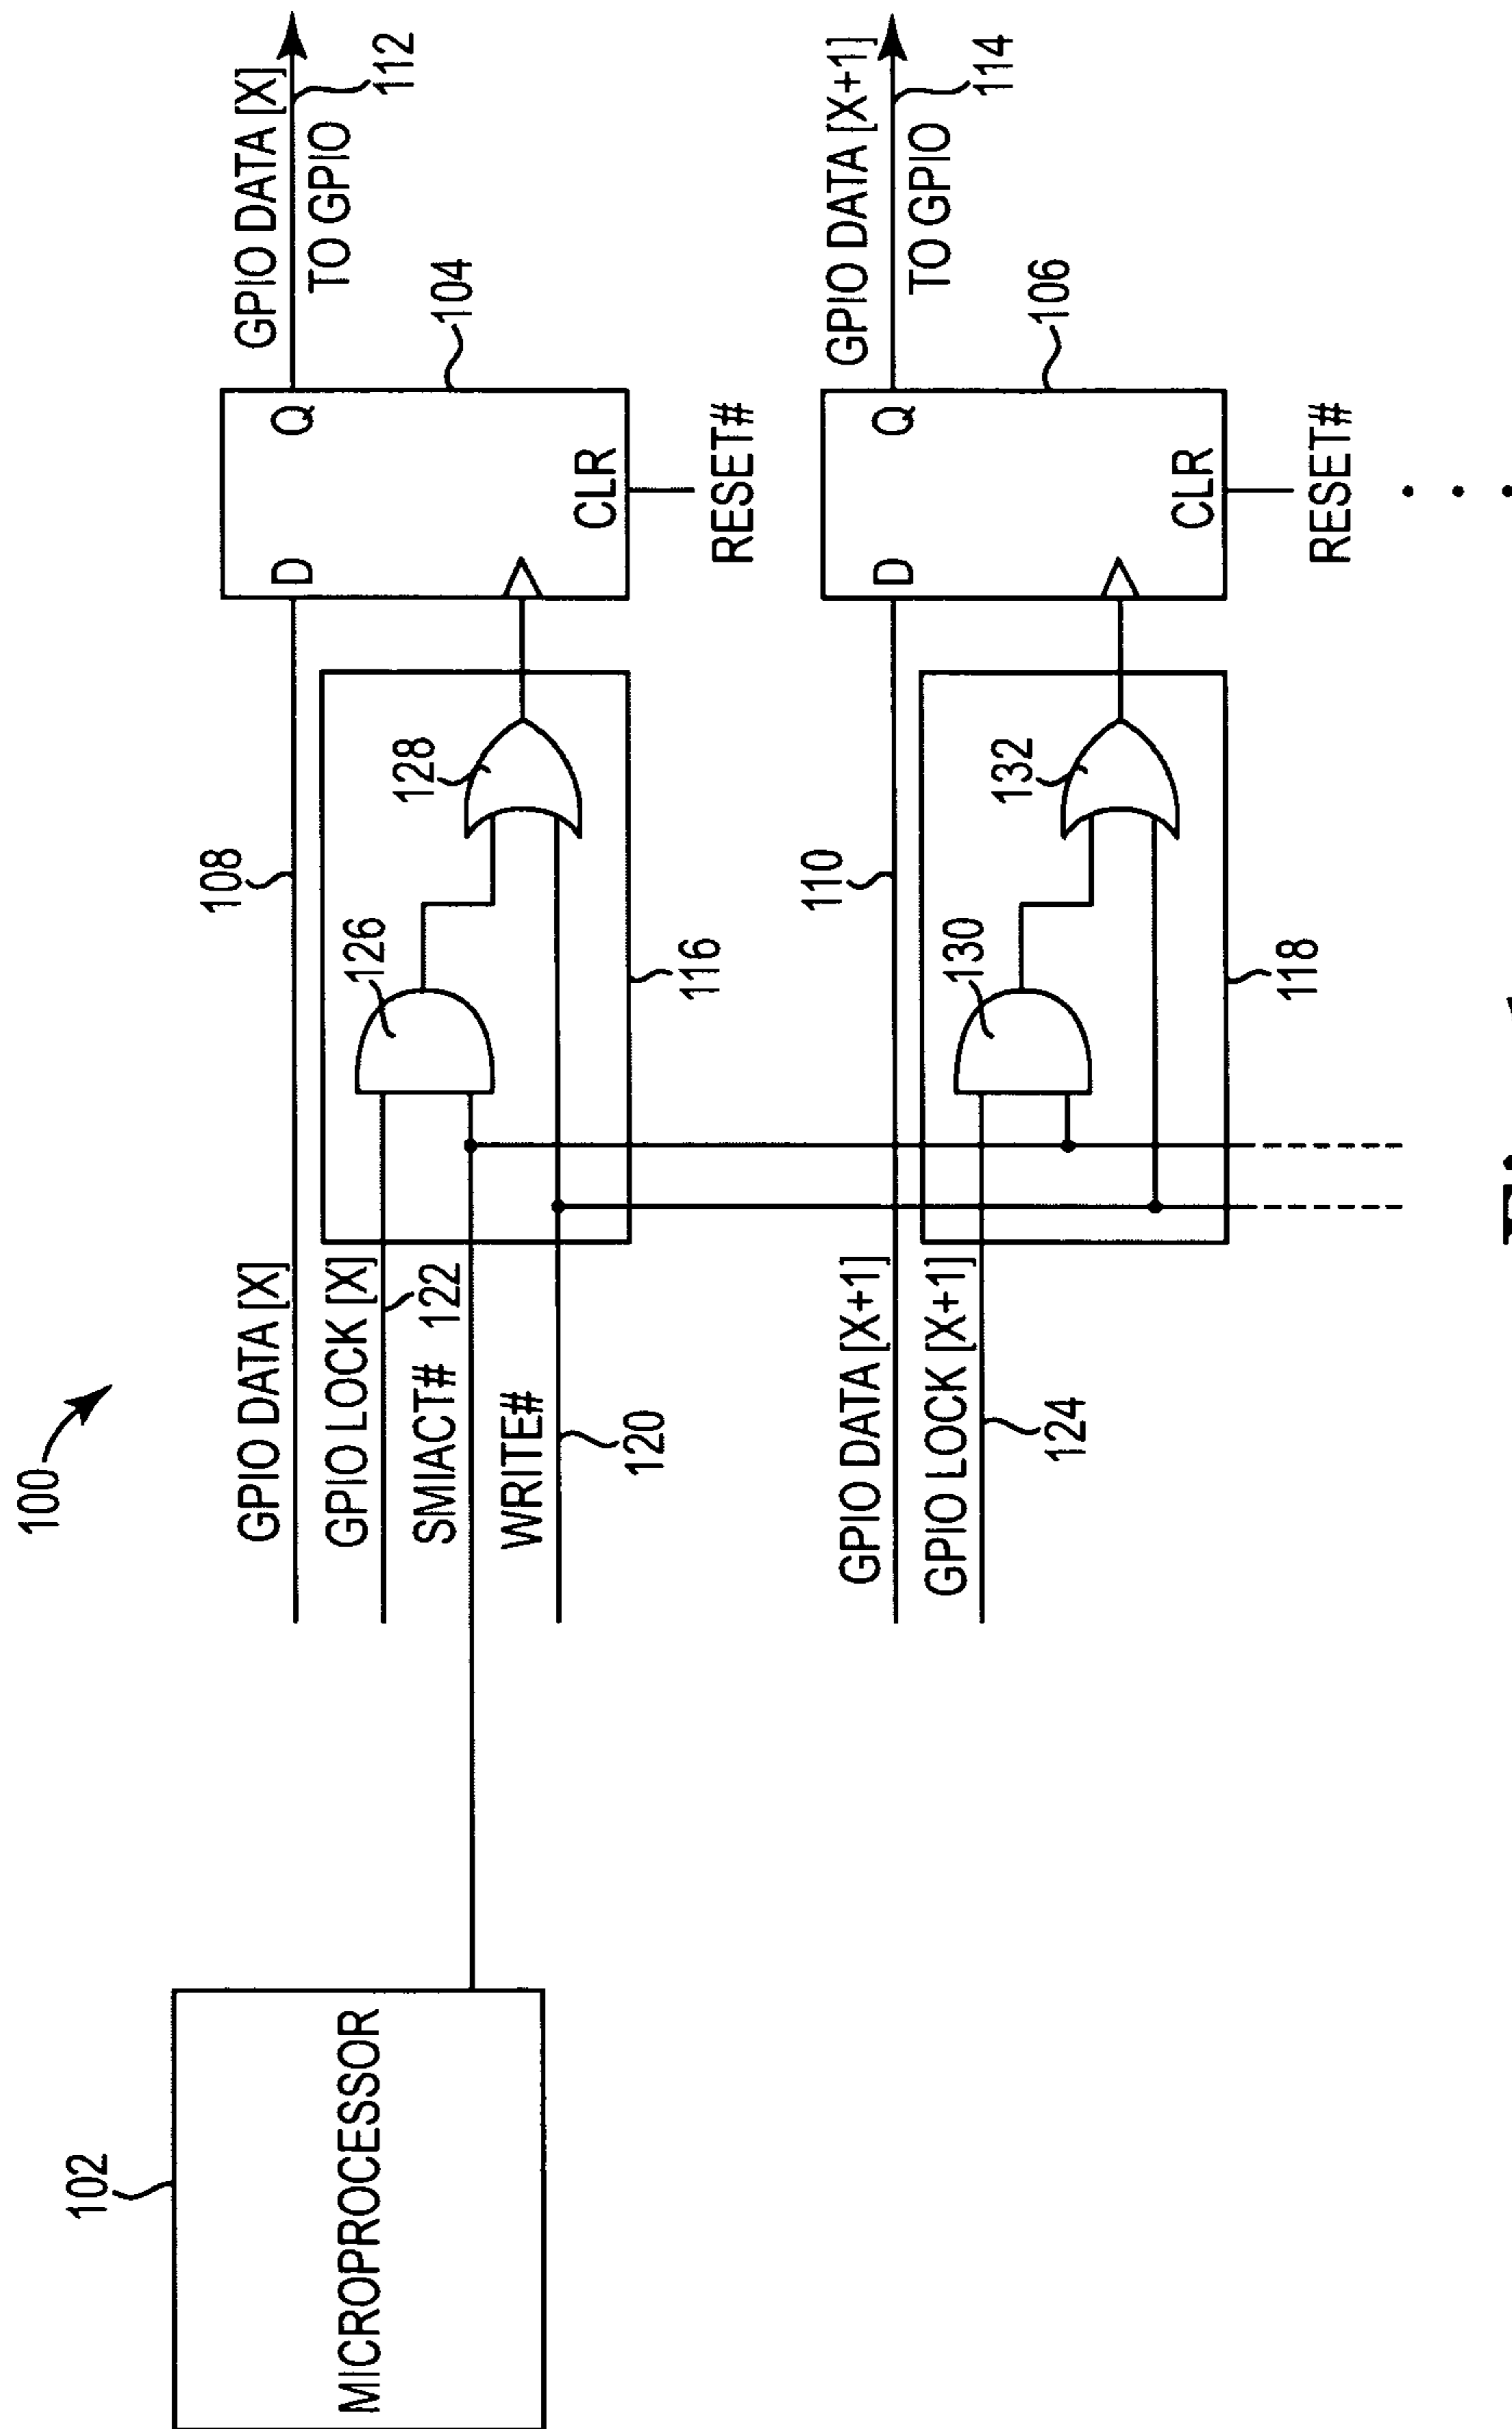 100
102
MICROPROCESSOR
GPIO DATA [X]
GPIO LOCK [X]
122
SMIACT#
WRITE#
120
108
126
128
116
D
Q
CLR
104
RESET#
GPIO DATA [X]
TO GPIO
112
GPIO DATA [X+1]
GPIO LOCK [X+1]
124
110
130
132
118
D
Q
CLR
106
RESET#
GPIO DATA [X+1]
TO GPIO
114